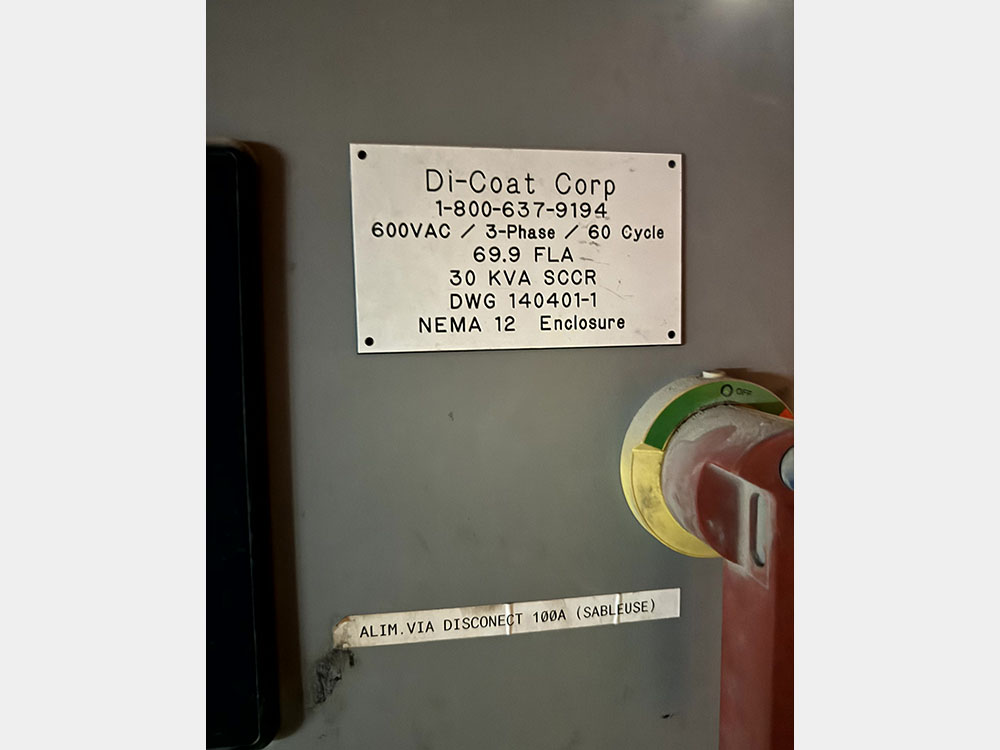 Di-Coat Corp
1-800-637-9194
600VAC / 3-Phase / 60 Cycle
69.9 FLA
30 KVA SCCR
DWG 140401-1
NEMA 12 Enclosure
OFF
ALIM.VIA DISCONECT 100A (SABLEUSE)